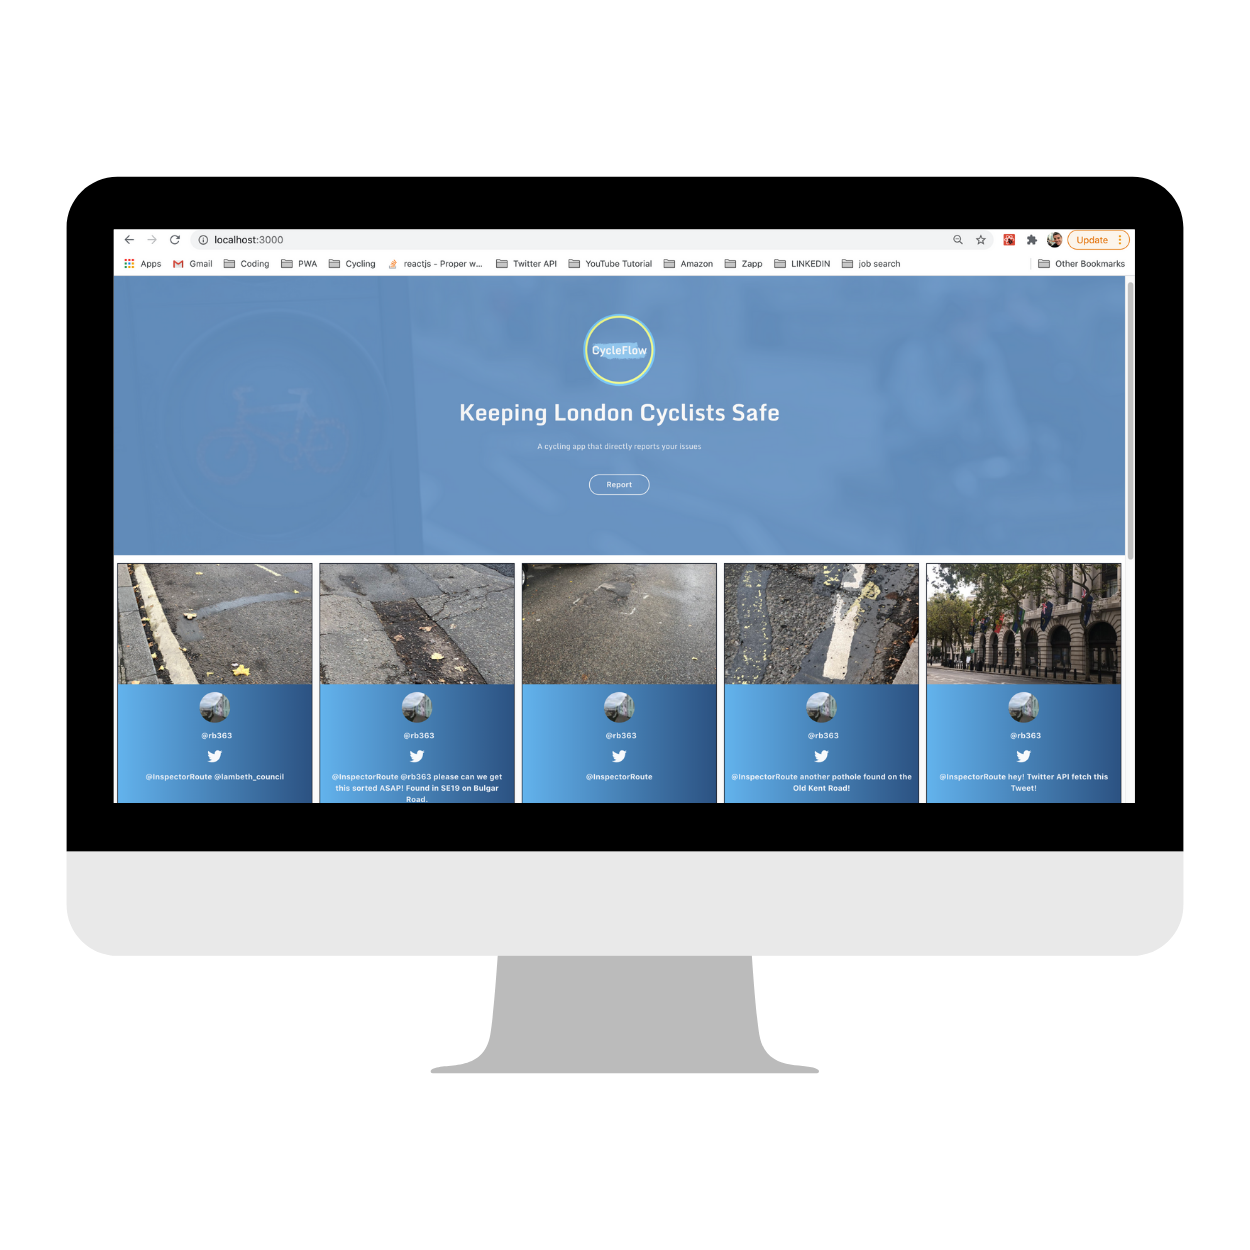 localhost:3000
Update
Apps Gmail Coding PWA Cycling reactjs - Proper w... Twitter API YouTube Tutorial Amazon Zapp LINKEDIN job search Other Bookmarks
CycleFlow
Keeping London Cyclists Safe
A cycling app that directly reports your issues
Report
@rb363
@InspectorRoute @lambeth_council
@rb363
@InspectorRoute @rb363 please can we get
this sorted ASAP! Found in SE19 on Bulgar
Road.
@rb363
@InspectorRoute
@rb363
@InspectorRoute another pothole found on the
Old Kent Road!
@rb363
@InspectorRoute hey! Twitter API fetch this
Tweet!